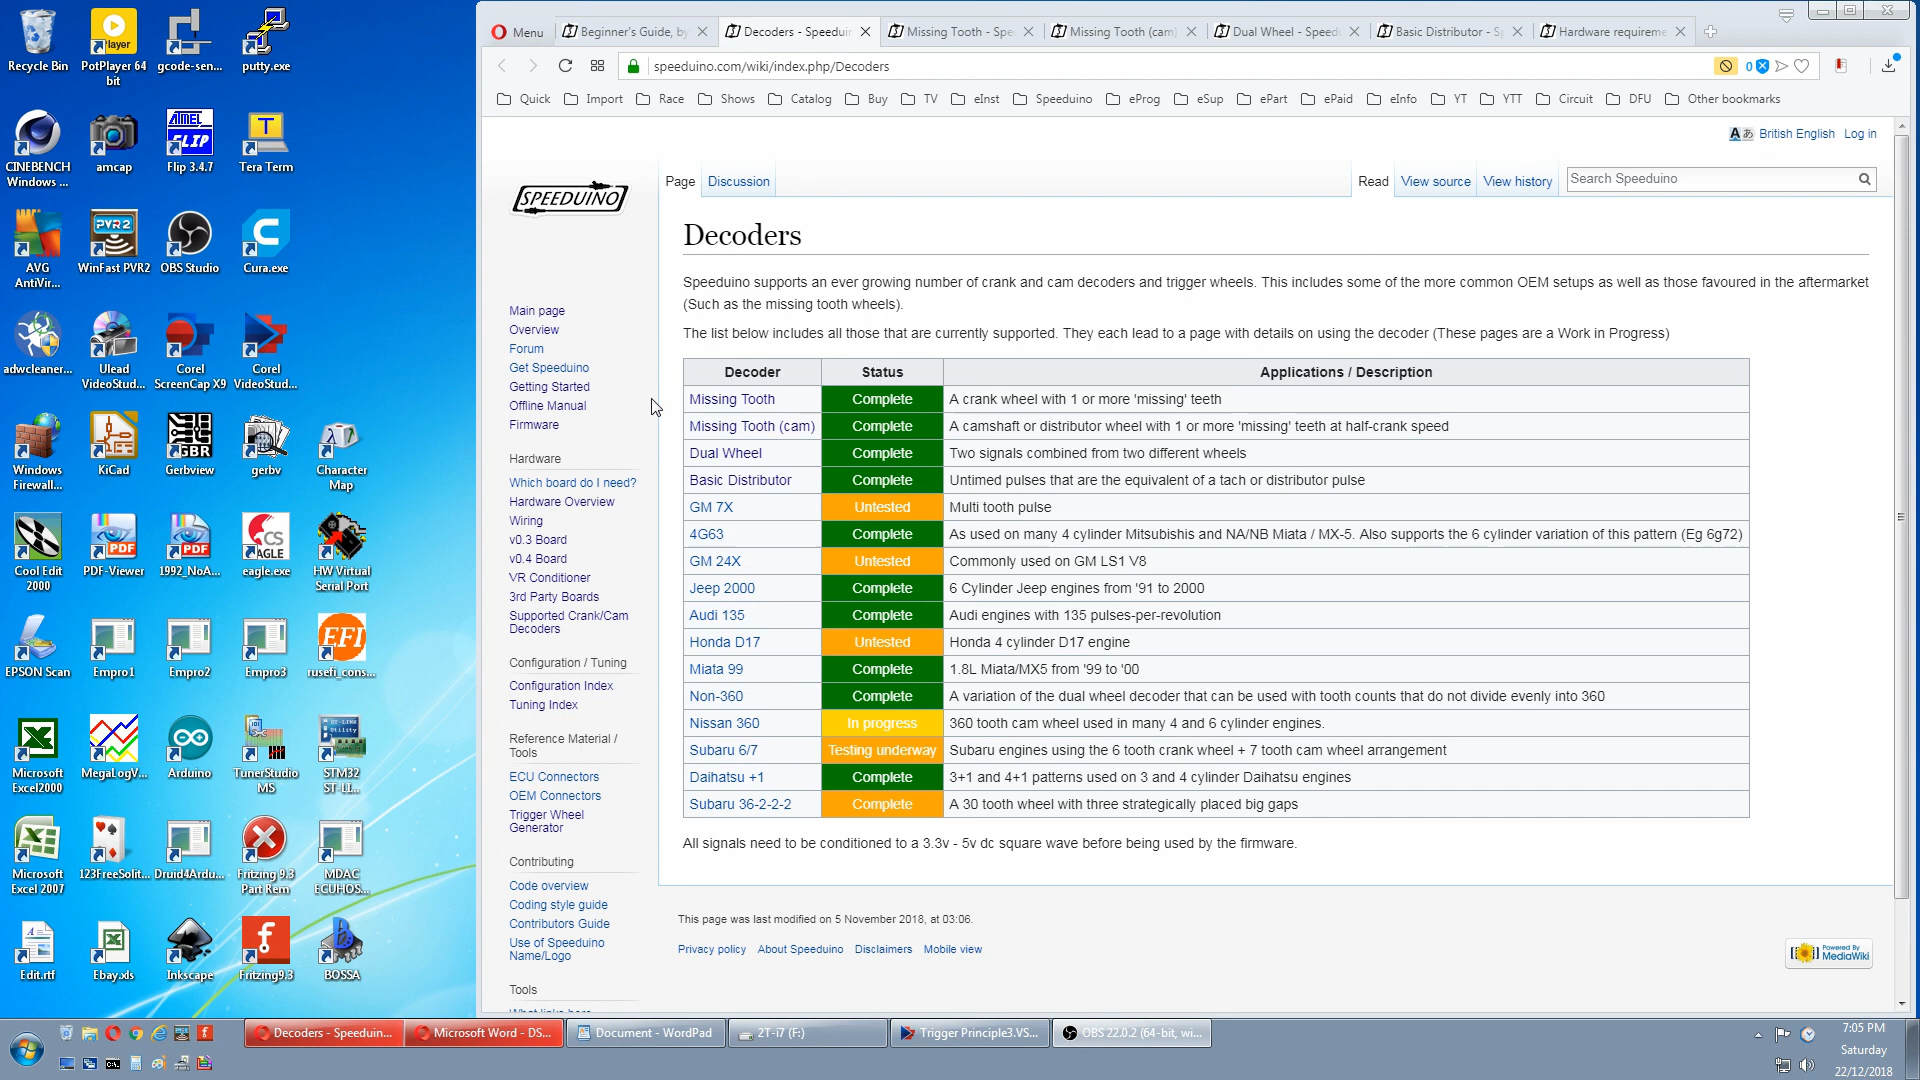 Menu
Beginner's Guide, by
Decoders - Speeduin
Missing Tooth - Spe
Missing Tooth (cam)
Dual Wheel - Speed
Basic Distributor - S
Hardware requireme
speeduino.com/wiki/index.php/Decoders
0
Quick
Import
Race
Shows
Catalog
Buy
TV
eInst
Speeduino
eProg
eSup
ePart
ePaid
eInfo
YT
YTT
Circuit
DFU
Other bookmarks
British English
Log in
SPEEDUINO
Page
Discussion
Read
View source
View history
Search Speeduino
Main page
Overview
Forum
Get Speeduino
Getting Started
Offline Manual
Firmware
Hardware
Which board do I need?
Hardware Overview
Wiring
v0.3 Board
v0.4 Board
VR Conditioner
3rd Party Boards
Supported Crank/Cam
Decoders
Configuration / Tuning
Configuration Index
Tuning Index
Reference Material /
Tools
ECU Connectors
OEM Connectors
Trigger Wheel
Generator
Contributing
Code overview
Coding style guide
Contributors Guide
Use of Speeduino
Name/Logo
Tools
What links here
Decoders
Speeduino supports an ever growing number of crank and cam decoders and trigger wheels. This includes some of the more common OEM setups as well as those favoured in the aftermarket
(Such as the missing tooth wheels).
The list below includes all those that are currently supported. They each lead to a page with details on using the decoder (These pages are a Work in Progress)
Decoder Status Applications / Description
Missing Tooth Complete A crank wheel with 1 or more 'missing' teeth
Missing Tooth (cam) Complete A camshaft or distributor wheel with 1 or more 'missing' teeth at half-crank speed
Dual Wheel Complete Two signals combined from two different wheels
Basic Distributor Complete Untimed pulses that are the equivalent of a tach or distributor pulse
GM 7X Untested Multi tooth pulse
4G63 Complete As used on many 4 cylinder Mitsubishis and NA/NB Miata / MX-5. Also supports the 6 cylinder variation of this pattern (Eg 6g72)
GM 24X Untested Commonly used on GM LS1 V8
Jeep 2000 Complete 6 Cylinder Jeep engines from '91 to 2000
Audi 135 Complete Audi engines with 135 pulses-per-revolution
Honda D17 Untested Honda 4 cylinder D17 engine
Miata 99 Complete 1.8L Miata/MX5 from '99 to '00
Non-360 Complete A variation of the dual wheel decoder that can be used with tooth counts that do not divide evenly into 360
Nissan 360 In progress 360 tooth cam wheel used in many 4 and 6 cylinder engines.
Subaru 6/7 Testing underway Subaru engines using the 6 tooth crank wheel + 7 tooth cam wheel arrangement
Daihatsu +1 Complete 3+1 and 4+1 patterns used on 3 and 4 cylinder Daihatsu engines
Subaru 36-2-2-2 Complete A 30 tooth wheel with three strategically placed big gaps
All signals need to be conditioned to a 3.3v - 5v dc square wave before being used by the firmware.
This page was last modified on 5 November 2018, at 03:06.
Privacy policy About Speeduino Disclaimers Mobile view
Powered By
MediaWiki
Recycle Bin
PotPlayer 64
bit
gcode-sen...
putty.exe
CINEBENCH
Windows ...
amcap
Flip 3.4.7
Tera Term
AVG
AntiVir...
WinFast PVR2
OBS Studio
Cura.exe
adwcleaner...
Ulead
VideoStud...
Corel
ScreenCap X9
Corel
VideoStud...
Windows
Firewall...
KiCad
Gerbview
gerbv
Character
Map
Cool Edit
2000
PDF-Viewer
1992_NoA...
eagle.exe
HW Virtual
Serial Port
EPSON Scan
Empro1
Empro2
Empro3
rusefi_cons...
Microsoft
Excel2000
MegaLogV...
Arduino
TunerStudio
MS
STM32
ST-LI...
Microsoft
Excel 2007
123FreeSolit...
Druid4Ardu...
Fritzing 9.3
Part Rem
MDAC
ECUHOS...
Edit.rtf
Ebay.xls
Inkscape
Fritzing9.3
BOSSA
Decoders - Speeduin...
Microsoft Word - DS...
Document - WordPad
2T-i7 (F:)
Trigger Principle3.VS...
OBS 22.0.2 (64-bit, wi...
7:05 PM
Saturday
22/12/2018